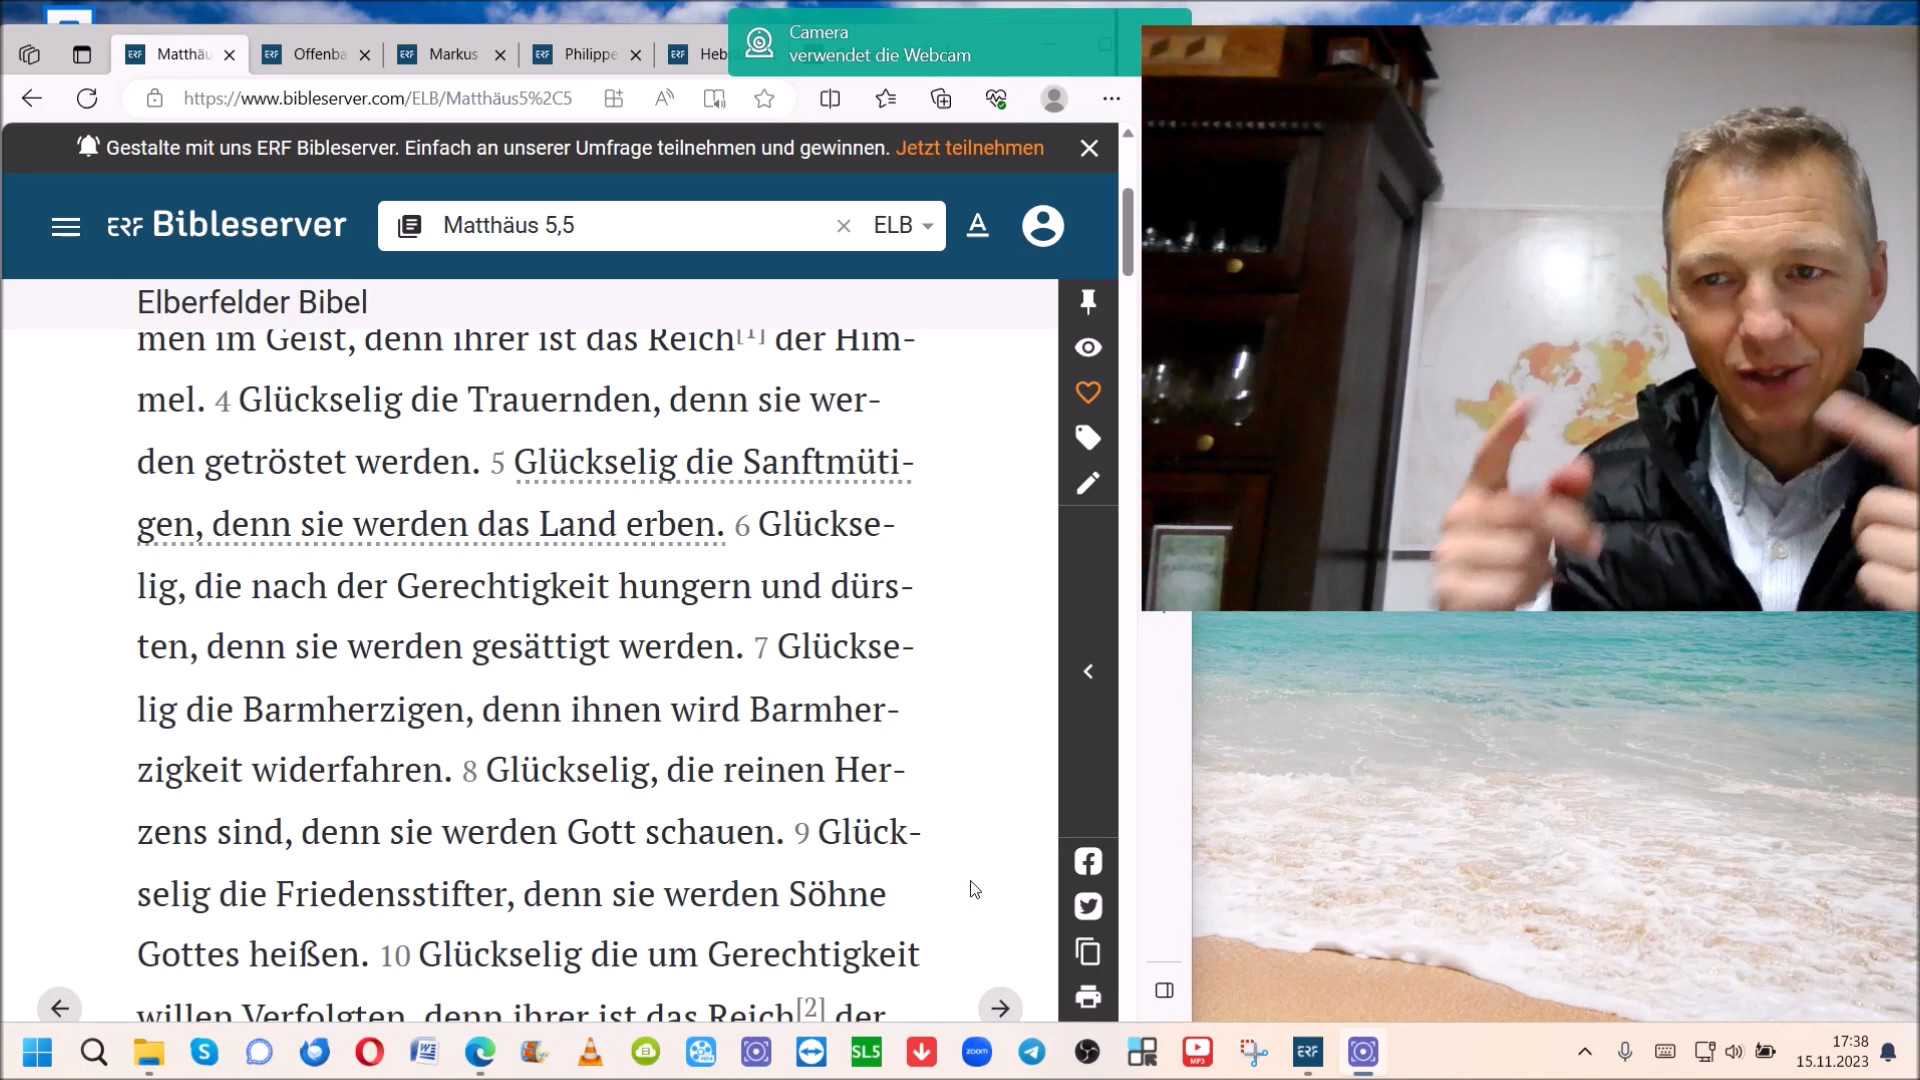 Camera
verwendet die Webcam
Matthäu
Offenba
Markus
Philippe
Heb
https://www.bibleserver.com/ELB/Matthäus5%2C5
Gestalte mit uns ERF Bibleserver. Einfach an unserer Umfrage teilnehmen und gewinnen. Jetzt teilnehmen
ERF Bibleserver
Matthäus 5,5
ELB
A
Elberfelder Bibel
men im Geist, denn ihrer ist das Reich[1] der Him-
mel. 4 Glückselig die Trauernden, denn sie wer-
den getröstet werden. 5 Glückselig die Sanftmüti-
gen, denn sie werden das Land erben. 6 Glückse-
lig, die nach der Gerechtigkeit hungern und dürs-
ten, denn sie werden gesättigt werden. 7 Glückse-
lig die Barmherzigen, denn ihnen wird Barmher-
zigkeit widerfahren. 8 Glückselig, die reinen Her-
zens sind, denn sie werden Gott schauen. 9 Glück-
selig die Friedensstifter, denn sie werden Söhne
Gottes heißen. 10 Glückselig die um Gerechtigkeit
willen Verfolgten, denn ihrer ist das Reich[2] der
SL5
zoom
MP3
ERF
17:38
15.11.2023